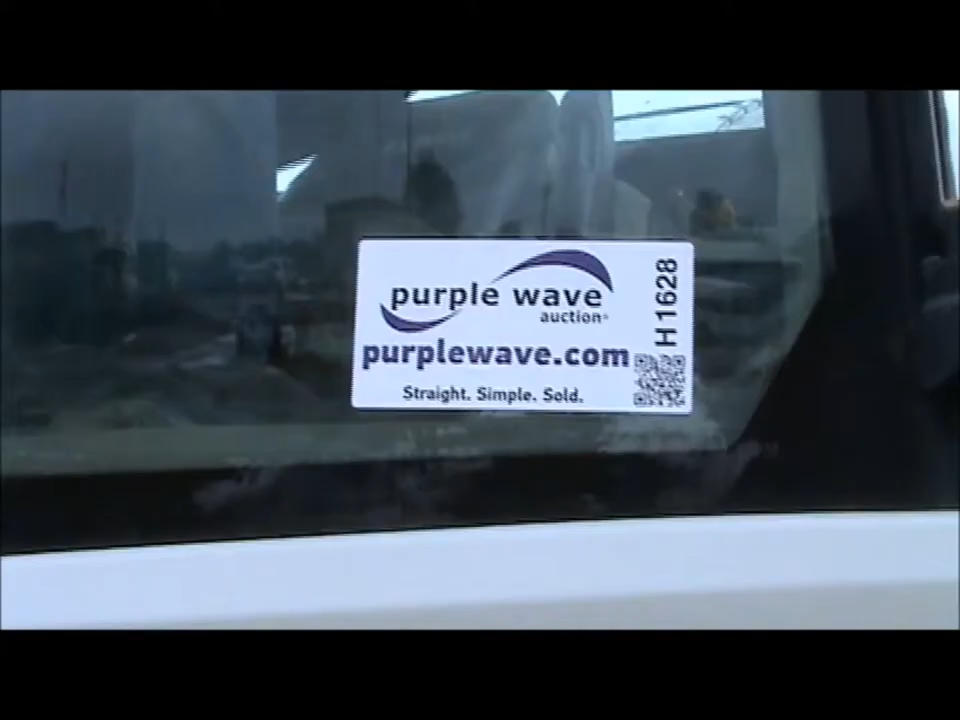 purple wave
auction®
purplewave.com
Straight. Simple. Sold.
H1628